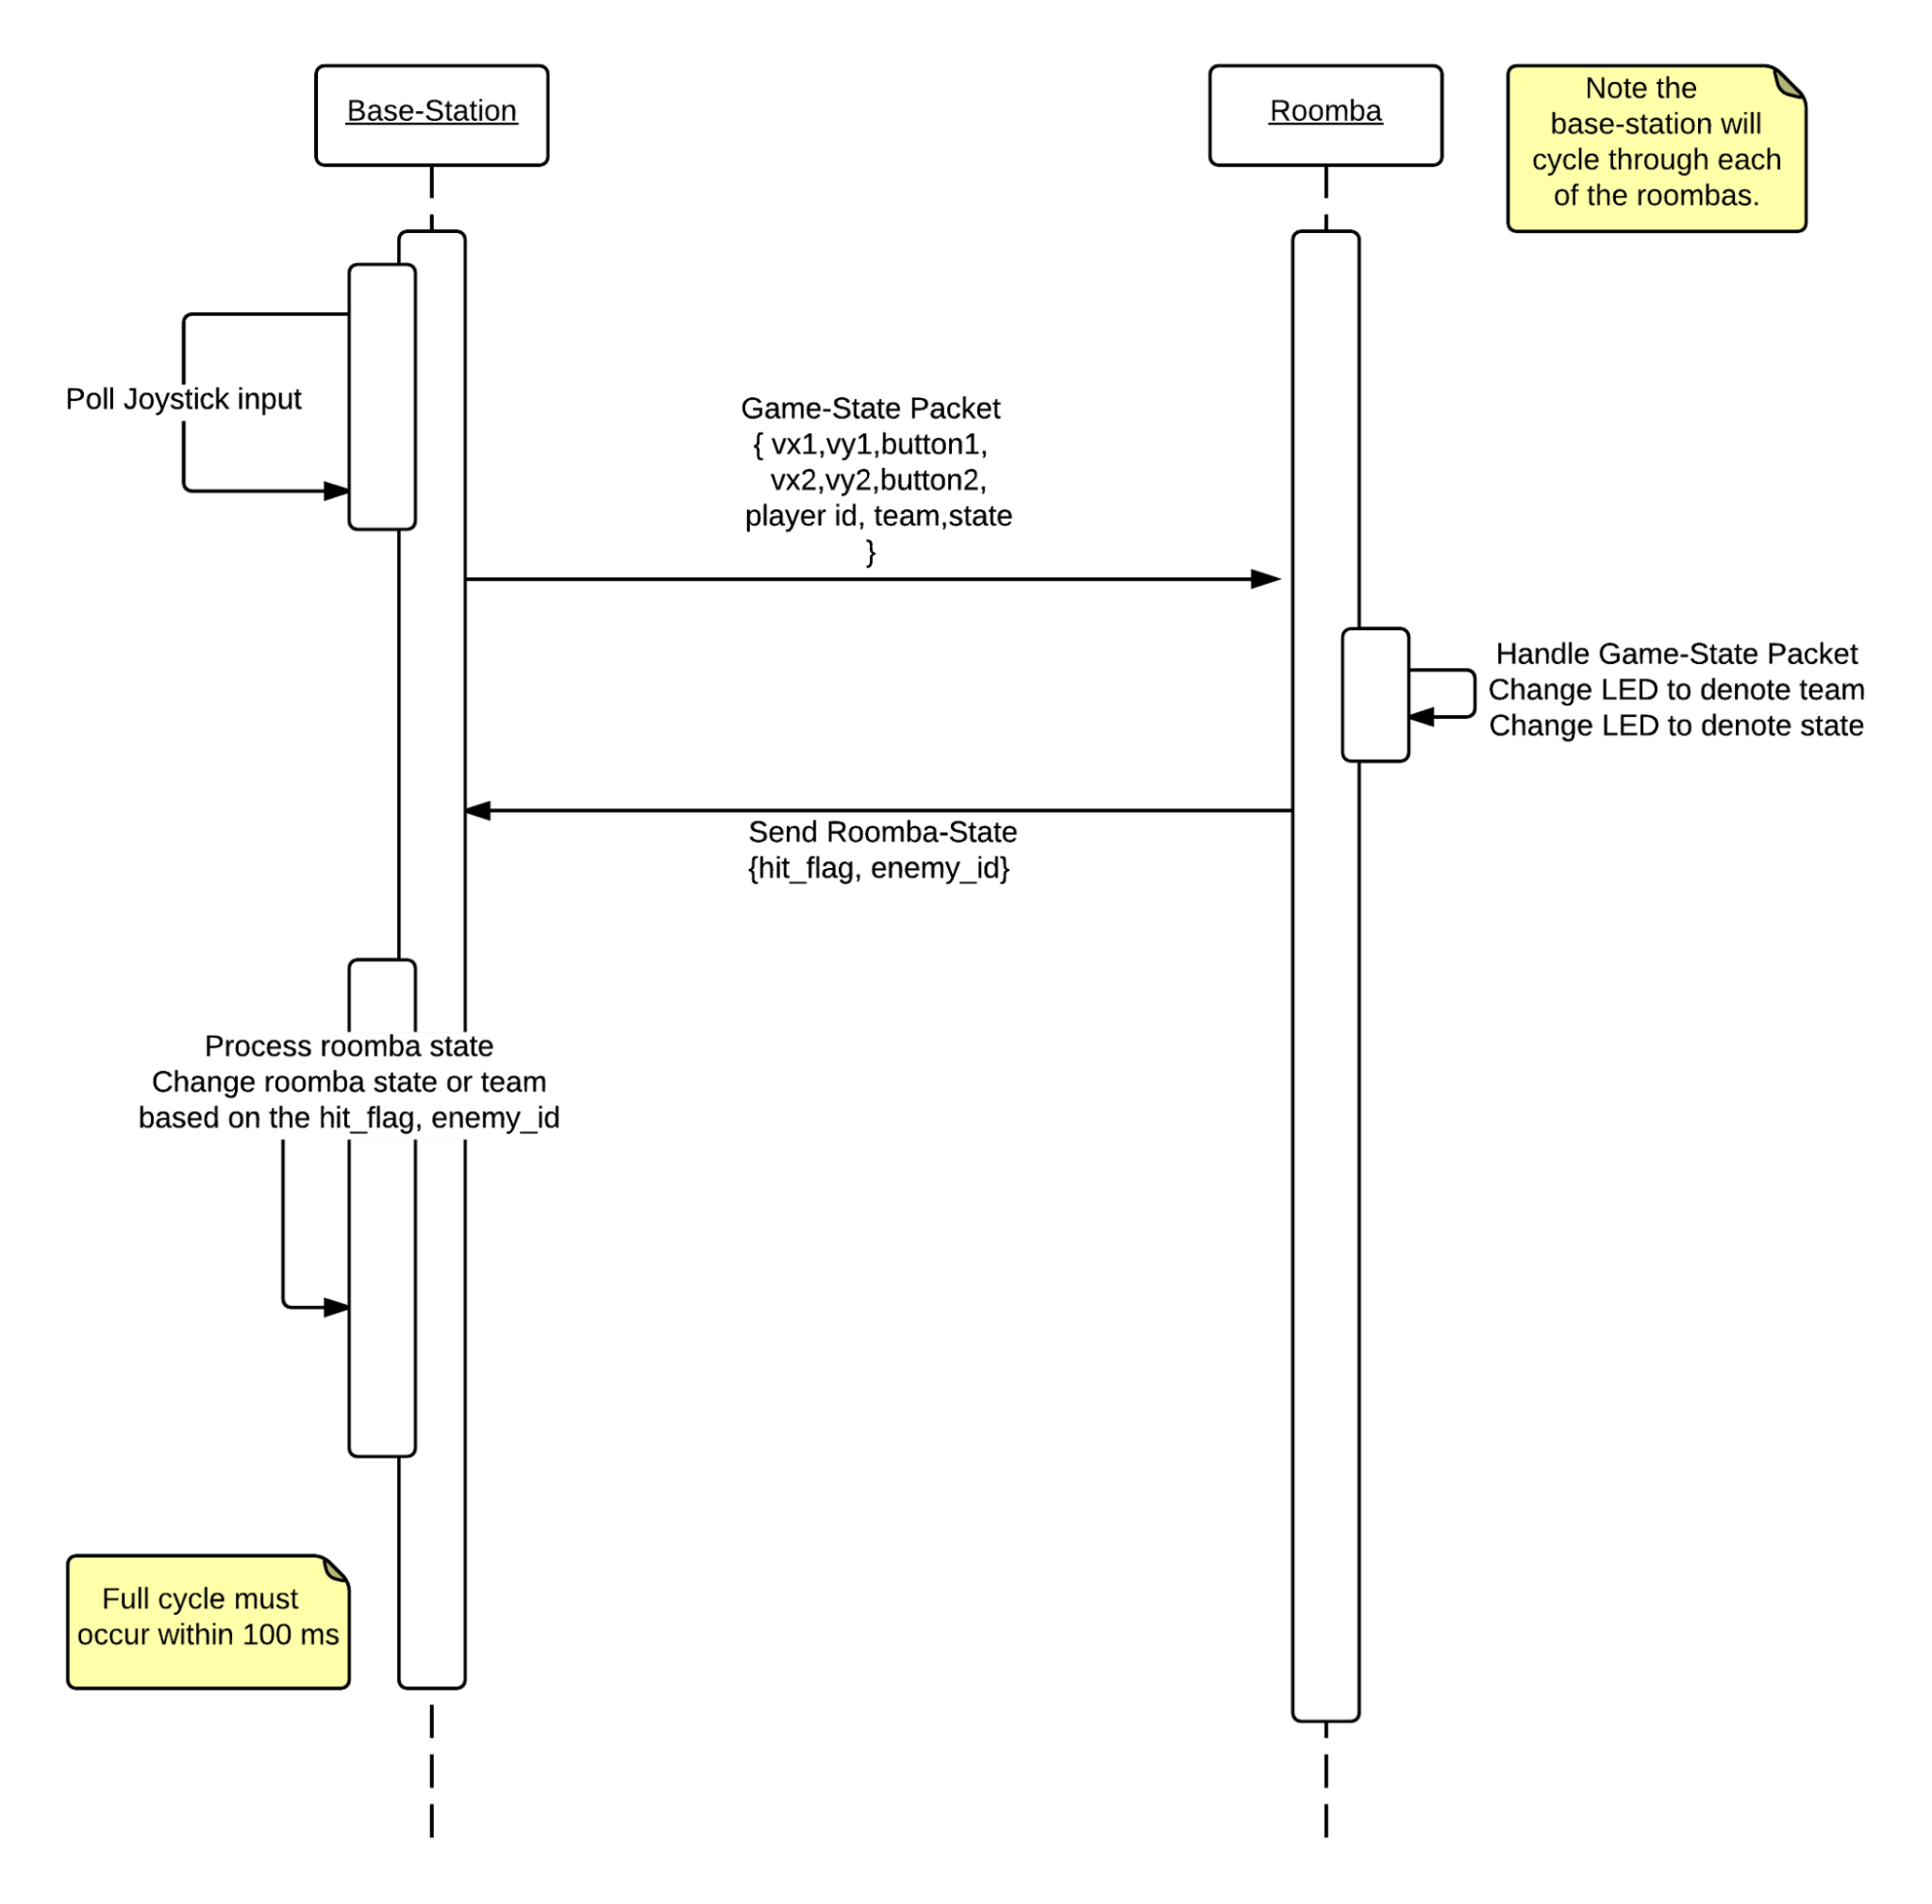 Base-Station
Roomba
Note the
base-station will
cycle through each
of the roombas.
Poll Joystick input
Game-State Packet
{ vx1,vy1,button1,
vx2,vy2,button2,
player id, team,state
}
Handle Game-State Packet
Change LED to denote team
Change LED to denote state
Send Roomba-State
{hit_flag, enemy_id}
Process roomba state
Change roomba state or team
based on the hit_flag, enemy_id
Full cycle must
occur within 100 ms